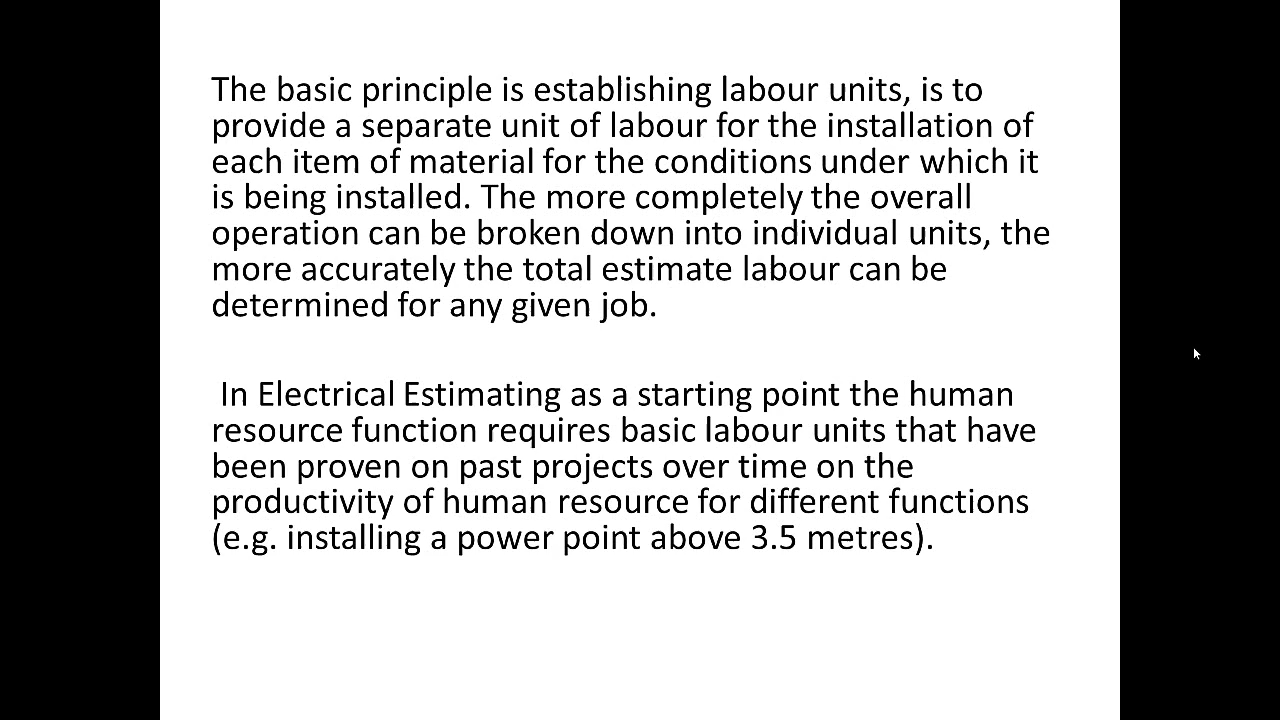 The basic principle is establishing labour units, is to
provide a separate unit of labour for the installation of
each item of material for the conditions under which it
is being installed. The more completely the overall
operation can be broken down into individual units, the
more accurately the total estimate labour can be
determined for any given job.
In Electrical Estimating as a starting point the human
resource function requires basic labour units that have
been proven on past projects over time on the
productivity of human resource for different functions
(e.g. installing a power point above 3.5 metres).